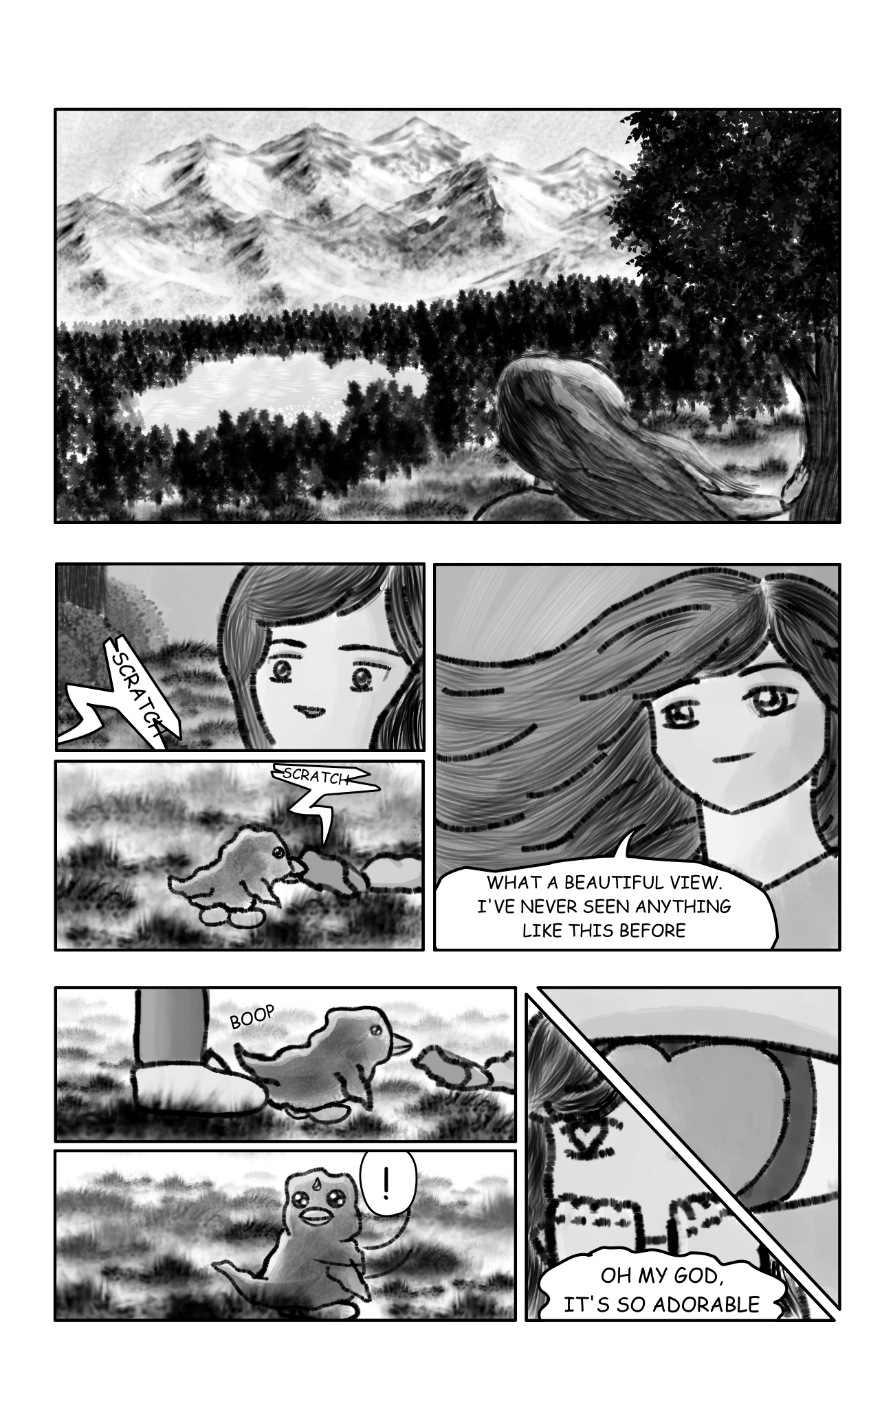 WHAT A BEAUTIFUL VIEW.
I'VE NEVER SEEN ANYTHING
LIKE THIS BEFORE
SCRATCH
SCRATCH
BOOP
!
OH MY GOD,
IT'S SO ADORABLE